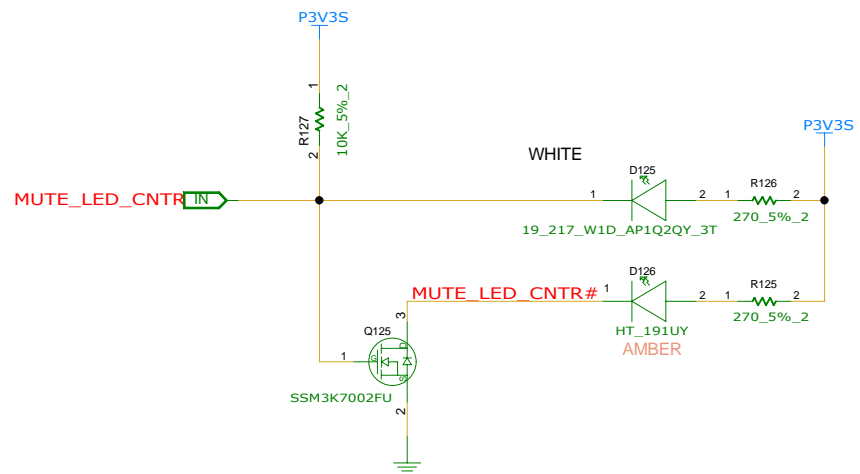 P3V3S
1
R127
10K_5%_2
2
P3V3S
WHITE
D125
R126
MUTE_LED_CNTR
IN
1
2
1
2
19_217_W1D_AP1Q2QY_3T
270_5%_2
D126
R125
MUTE_LED_CNTR#
1
2
1
2
HT_191UY
270_5%_2
AMBER
3
Q125
D
1
G
S
SSM3K7002FU
2